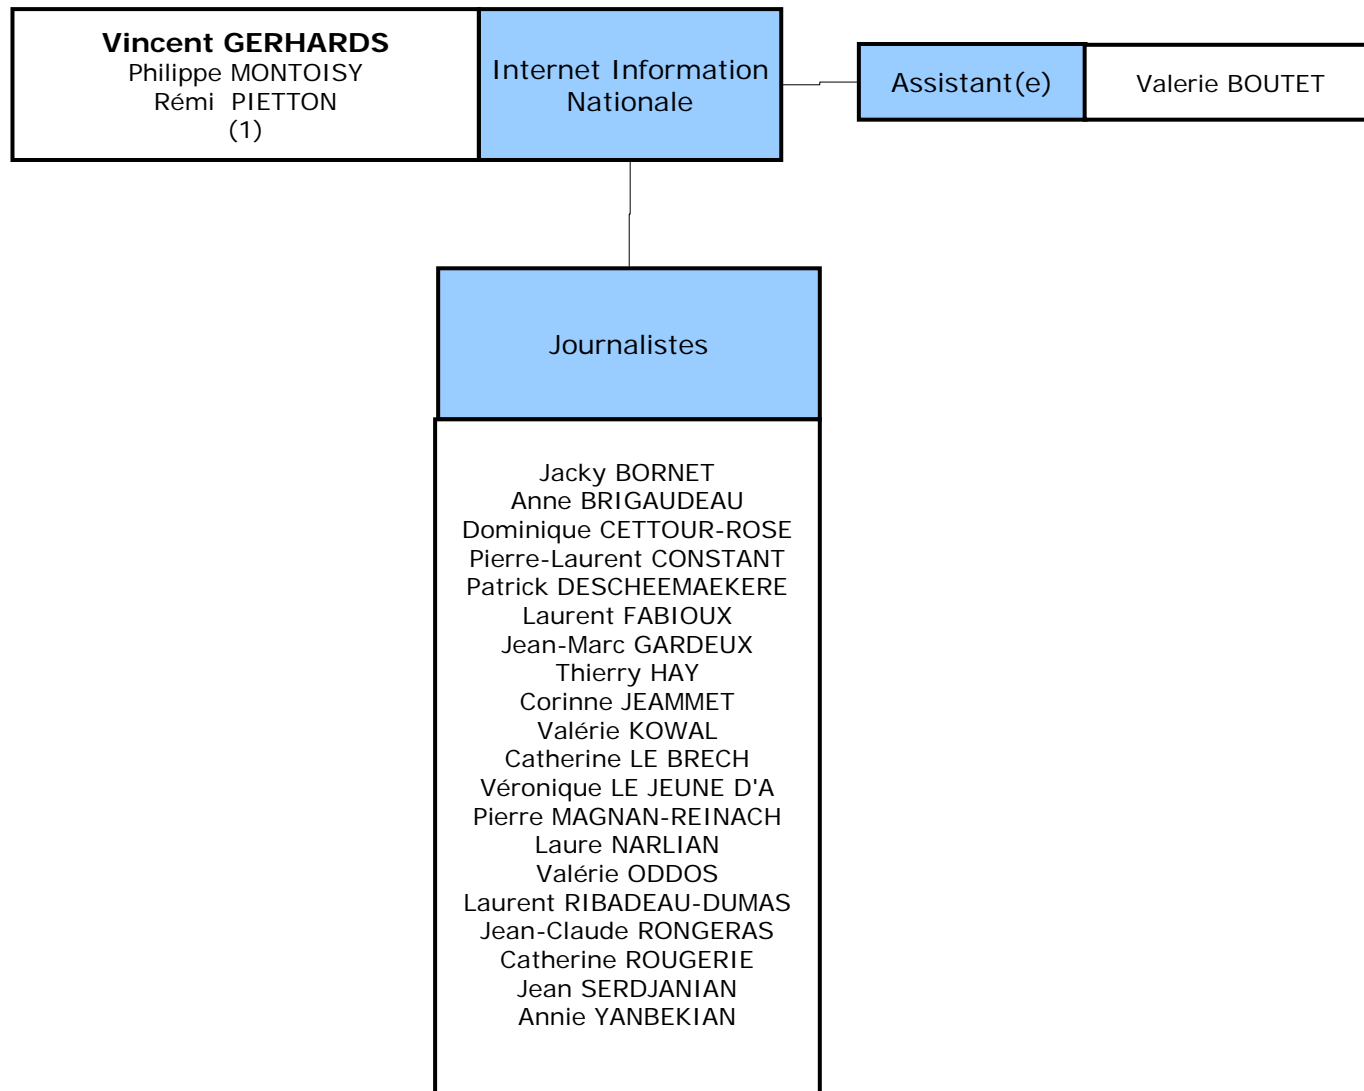 Vincent GERHARDS
Philippe MONTOISY
Rémi PIETTON
(1)
Internet Information
Nationale
Assistant(e)
Valerie BOUTET
Journalistes
Jacky BORNET
Anne BRIGAUDEAU
Dominique CETTOUR-ROSE
Pierre-Laurent CONSTANT
Patrick DESCHEEMAEKERE
Laurent FABIOUX
Jean-Marc GARDEUX
Thierry HAY
Corinne JEAMMET
Valérie KOWAL
Catherine LE BRECH
Véronique LE JEUNE D'A
Pierre MAGNAN-REINACH
Laure NARLIAN
Valérie ODDOS
Laurent RIBADEAU-DUMAS
Jean-Claude RONGERAS
Catherine ROUGERIE
Jean SERDJANIAN
Annie YANBEKIAN